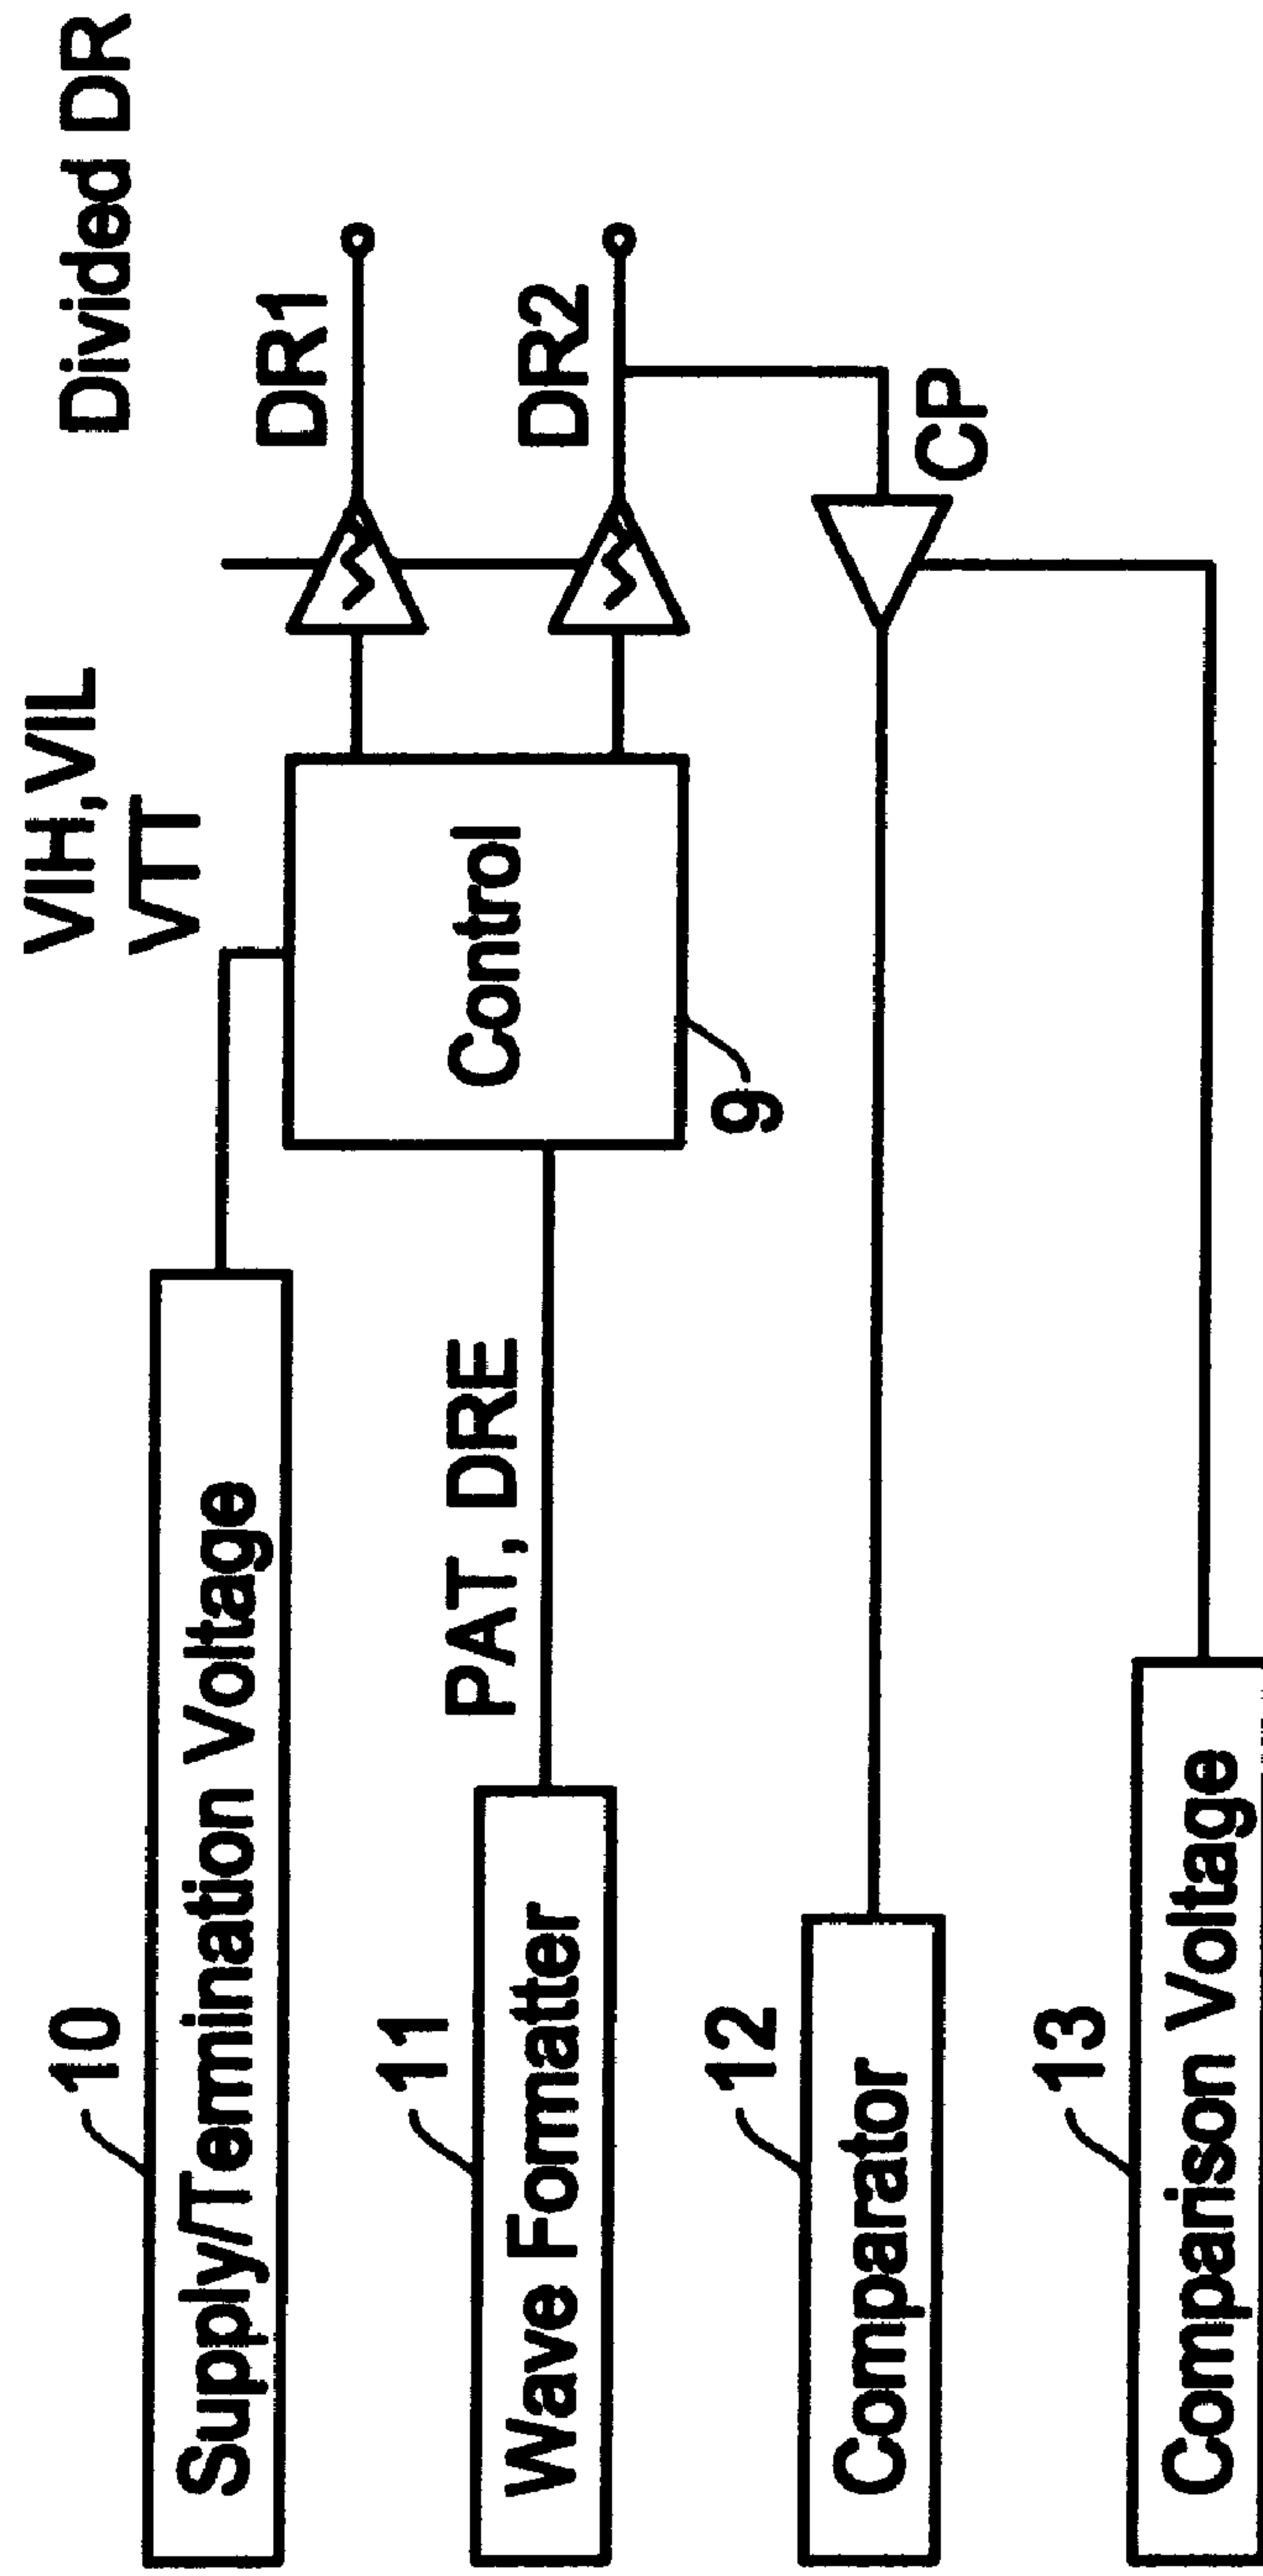 Divided DR
VIH,VIL
VTT
DR1
DR2
CP
Control
9
PAT, DRE
10
Supply/Termination Voltage
11
Wave Formatter
12
Comparator
13
Comparison Voltage